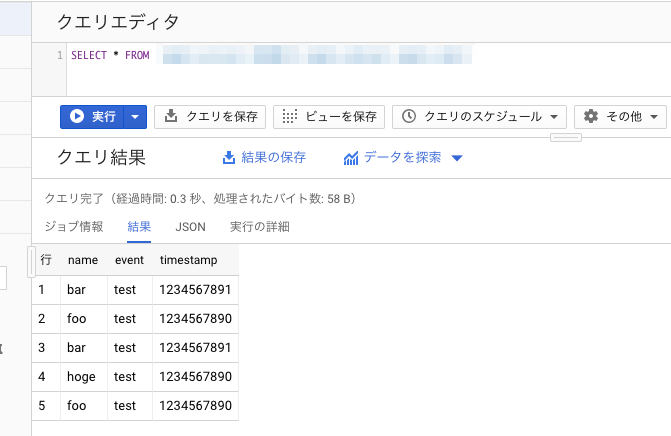 クエリエディタ
1 SELECT * FROM
実行 クエリを保存 ビューを保存 クエリのスケジュール その他
クエリ結果 結果の保存 データを探索
クエリ完了（経過時間: 0.3 秒、処理されたバイト数: 58 B）
ジョブ情報 結果 JSON 実行の詳細
行 name event timestamp
1 bar test 1234567891
2 foo test 1234567890
3 bar test 1234567891
4 hoge test 1234567890
5 foo test 1234567890